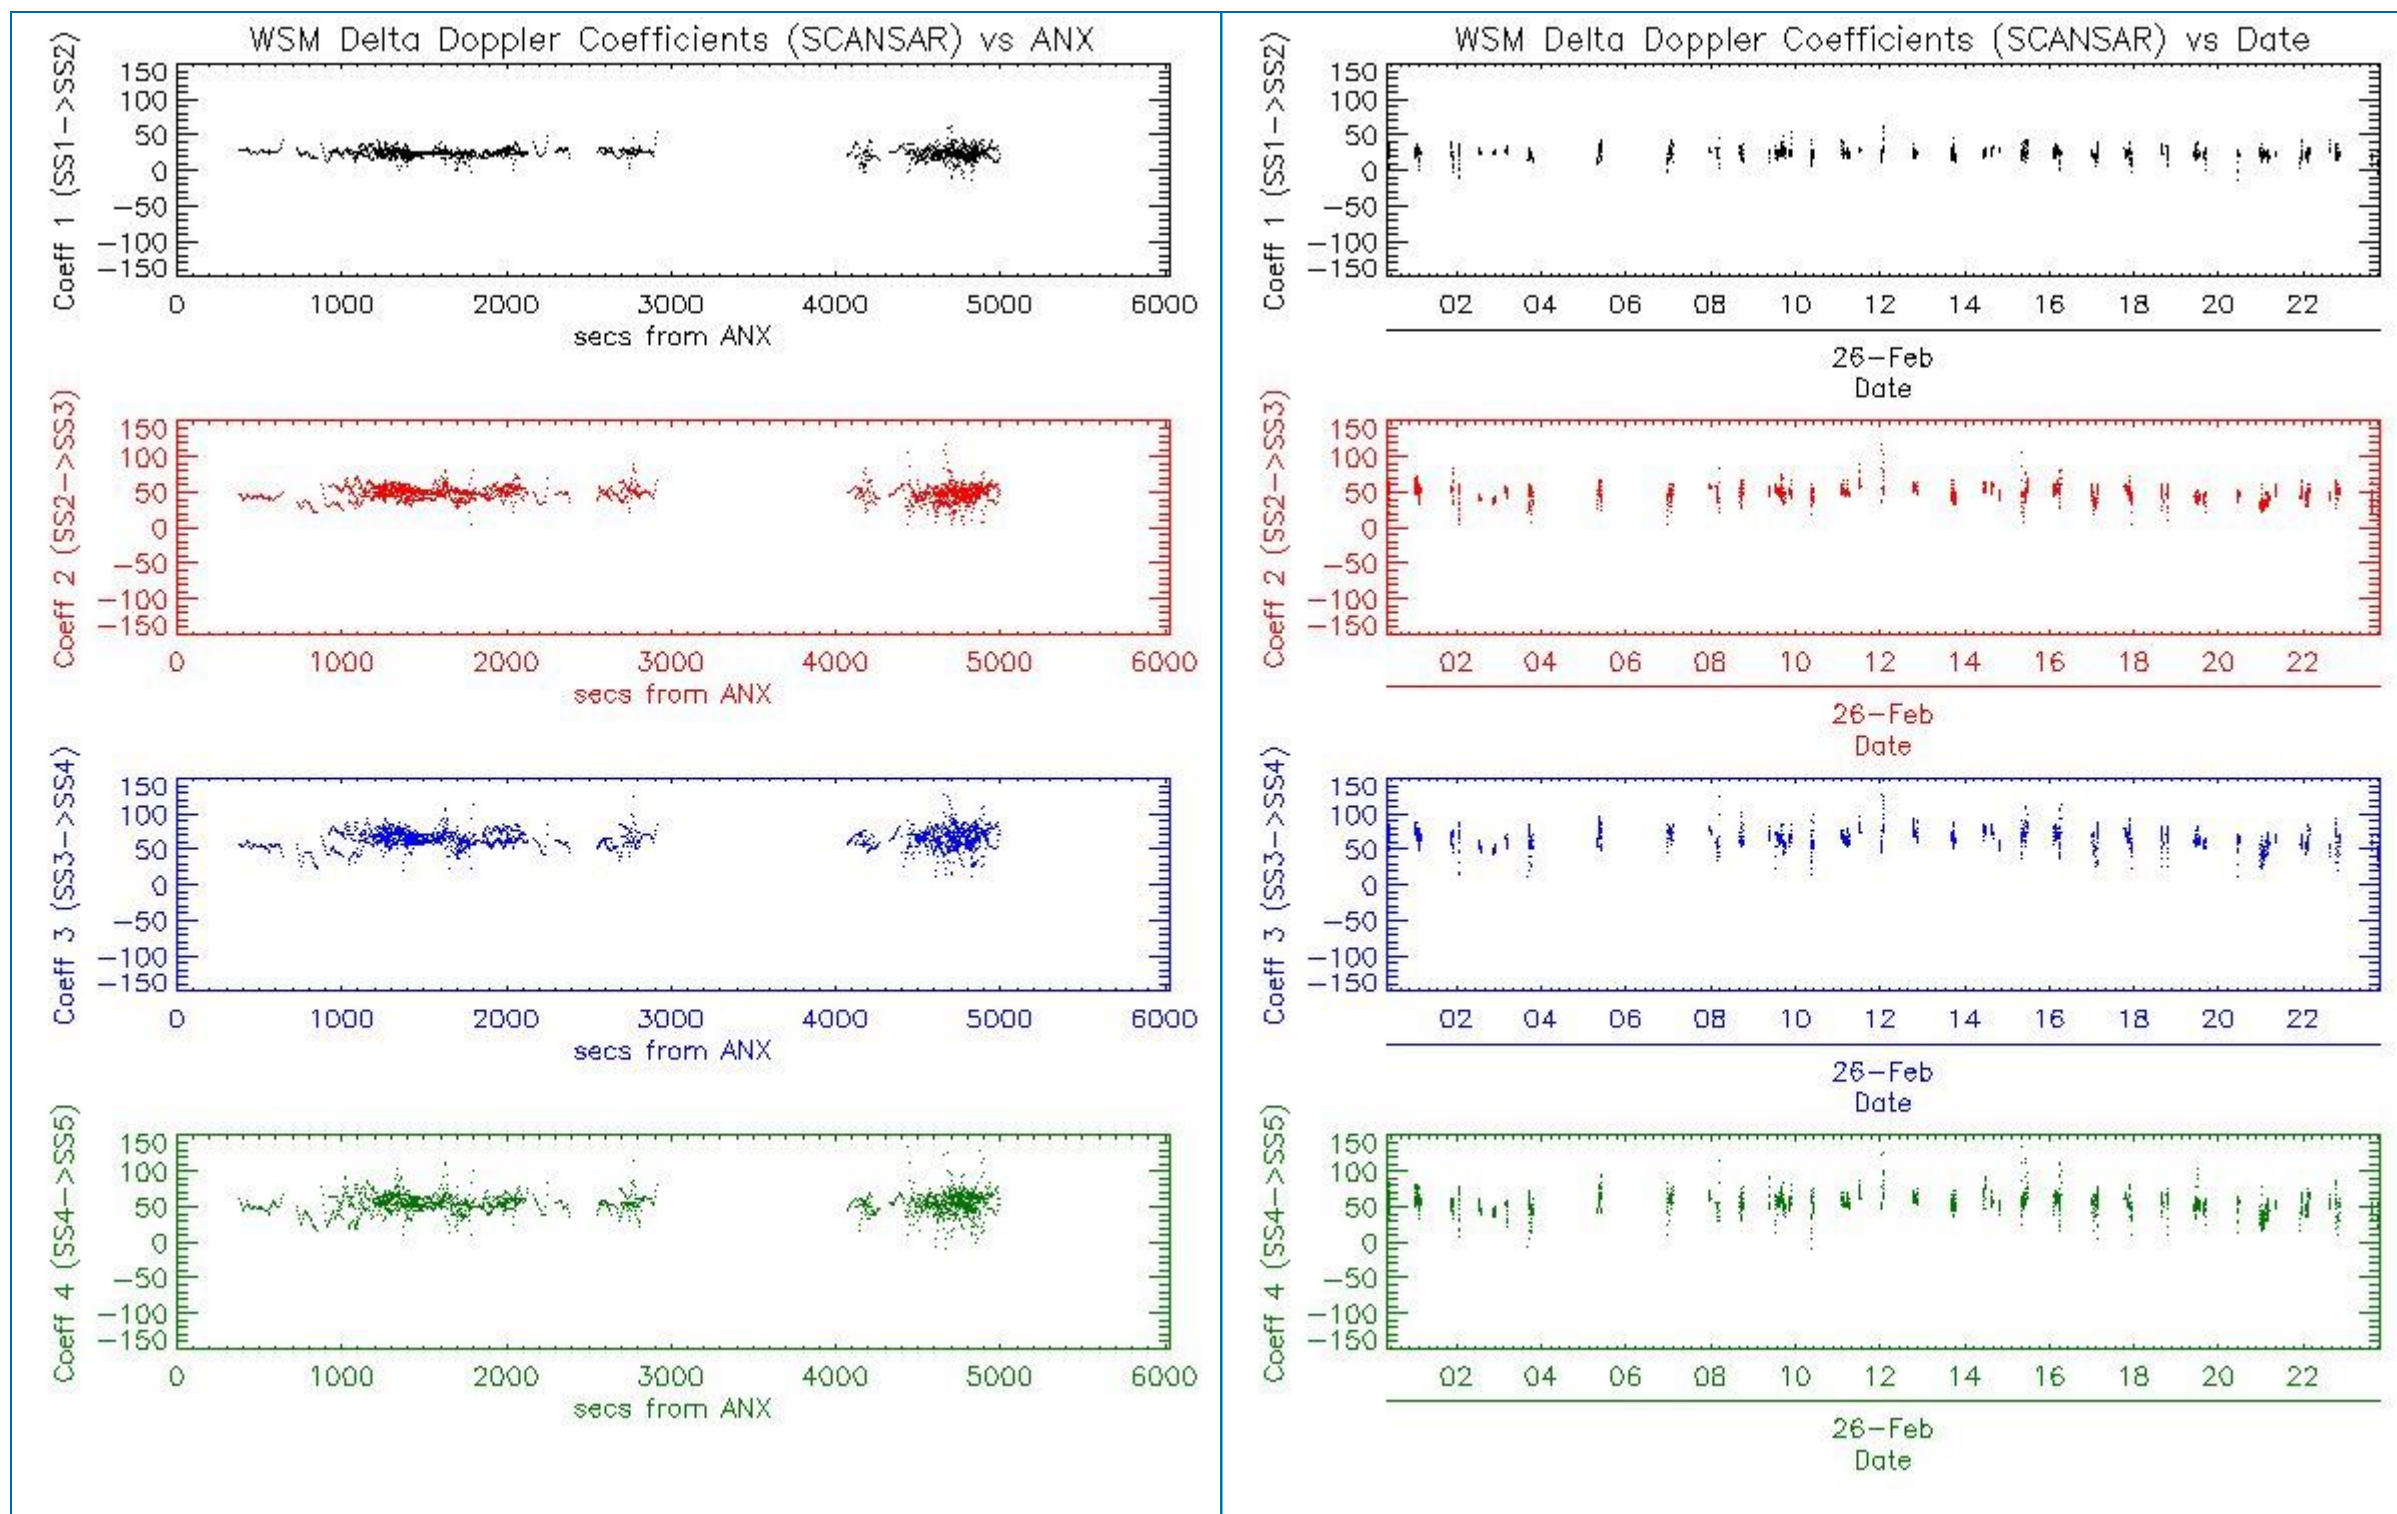 WSM Delta Doppler Coefficients (SCANSAR) vs ANX
Coeff 1 (SS1->SS2)
150
100
50
0
-50
-100
-150
0 1000 2000 3000 4000 5000 6000
secs from ANX
Coeff 2 (SS2->SS3)
150
100
50
0
-50
-100
-150
0 1000 2000 3000 4000 5000 6000
secs from ANX
Coeff 3 (SS3->SS4)
150
100
50
0
-50
-100
-150
0 1000 2000 3000 4000 5000 6000
secs from ANX
Coeff 4 (SS4->SS5)
150
100
50
0
-50
-100
-150
0 1000 2000 3000 4000 5000 6000
secs from ANX
WSM Delta Doppler Coefficients (SCANSAR) vs Date
Coeff 1 (SS1->SS2)
150
100
50
0
-50
-100
-150
02 04 06 08 10 12 14 16 18 20 22
26-Feb
Date
Coeff 2 (SS2->SS3)
150
100
50
0
-50
-100
-150
02 04 06 08 10 12 14 16 18 20 22
26-Feb
Date
Coeff 3 (SS3->SS4)
150
100
50
0
-50
-100
-150
02 04 06 08 10 12 14 16 18 20 22
26-Feb
Date
Coeff 4 (SS4->SS5)
150
100
50
0
-50
-100
-150
02 04 06 08 10 12 14 16 18 20 22
26-Feb
Date